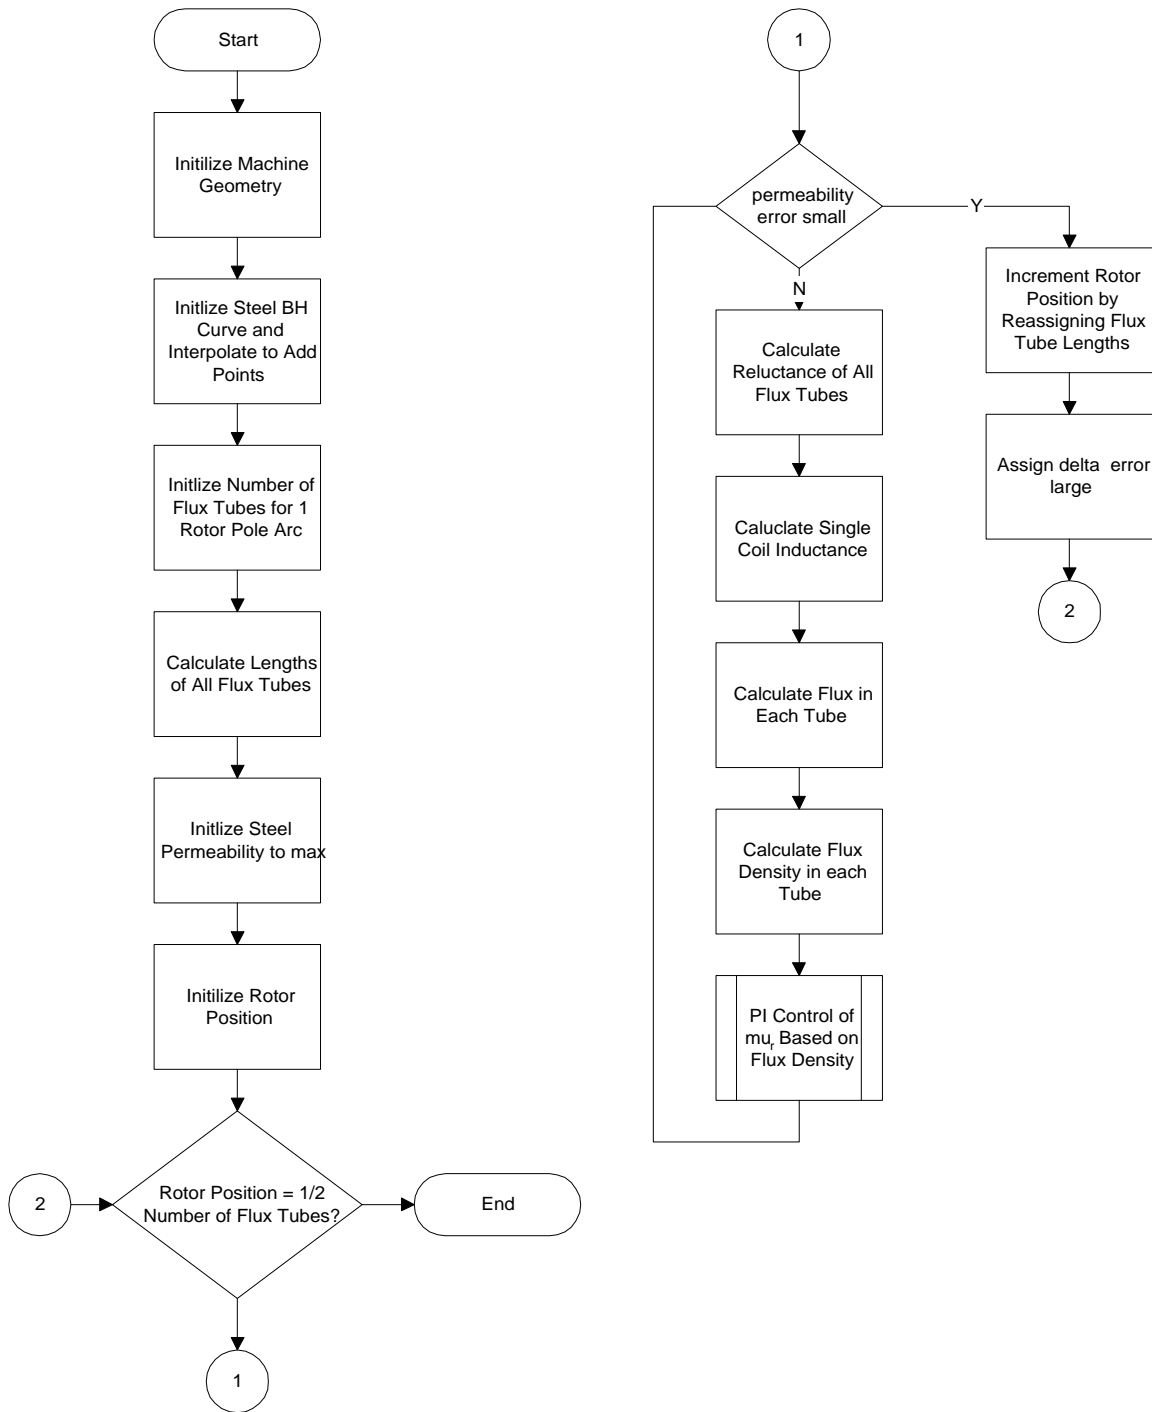 Start
Initilize Machine
Geometry
Initlize Steel BH
Curve and
Interpolate to Add
Points
Initlize Number of
Flux Tubes for 1
Rotor Pole Arc
Calculate Lengths
of All Flux Tubes
Initlize Steel
Permeability to max
Initilize Rotor
Position
2
Rotor Position = 1/2
Number of Flux Tubes?
End
1
1
permeability
error small
Y
N
Calculate
Reluctance of All
Flux Tubes
Caluclate Single
Coil Inductance
Calculate Flux in
Each Tube
Calculate Flux
Density in each
Tube
PI Control of
mur Based on
Flux Density
Increment Rotor
Position by
Reassigning Flux
Tube Lengths
Assign delta  error
large
2